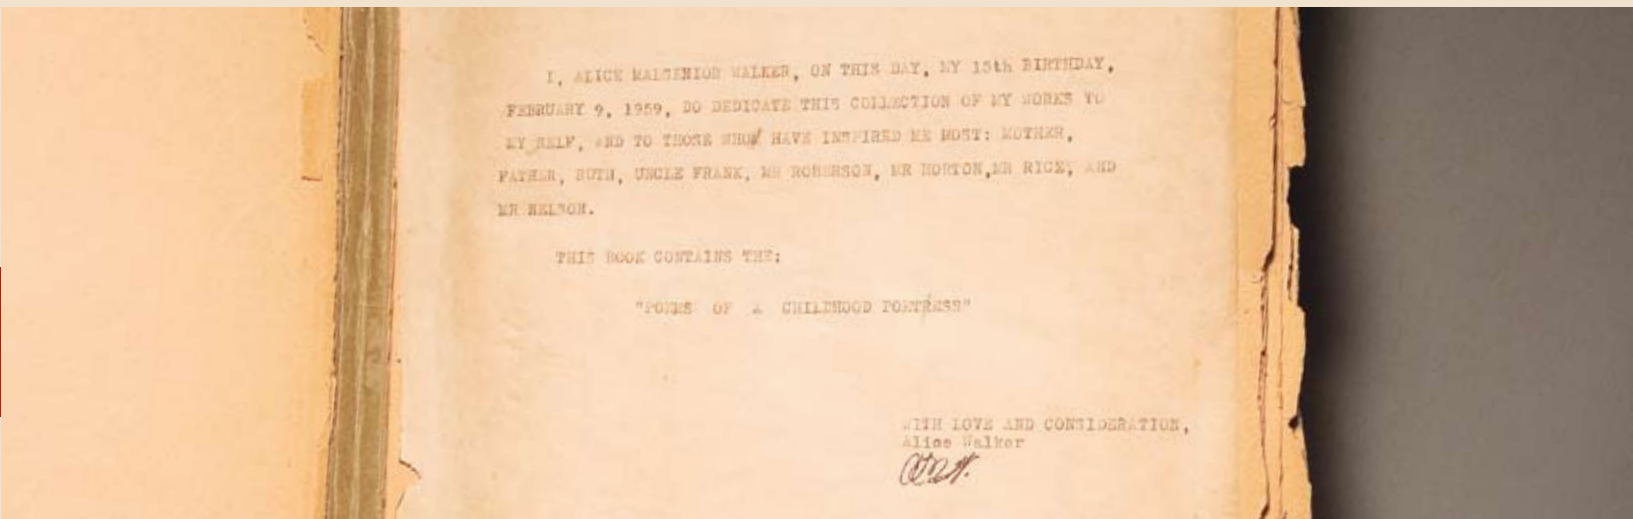 I, ALICE MALSENIOR WALKER, ON THIS DAY, MY 15th BIRTHDAY,
FEBRUARY 9, 1959, DO DEDICATE THIS COLLECTION OF MY WORKS TO
MY SELF, AND TO THOSE WHO HAVE INSPIRED ME MOST: MOTHER,
FATHER, RUTH, UNCLE FRANK, MR ROBERSON, MR HORTON,MR RICE, AND
MR NELSON.
THIS BOOK CONTAINS THE:
"POEMS OF A CHILDHOOD POETRESS"
WITH LOVE AND CONSIDERATION,
Alice Walker